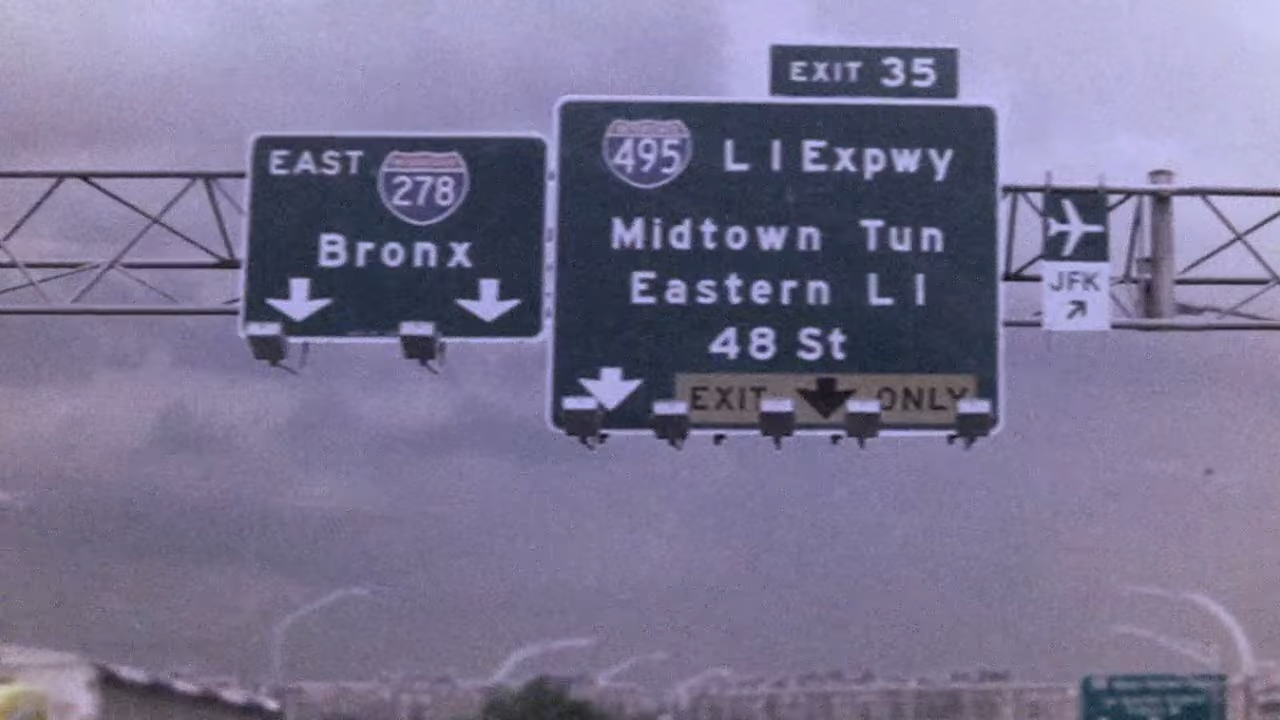 EAST 278
Bronx
EXIT 35
495 L I Expwy
Midtown Tun
Eastern L I
48 St
EXIT ONLY
JFK